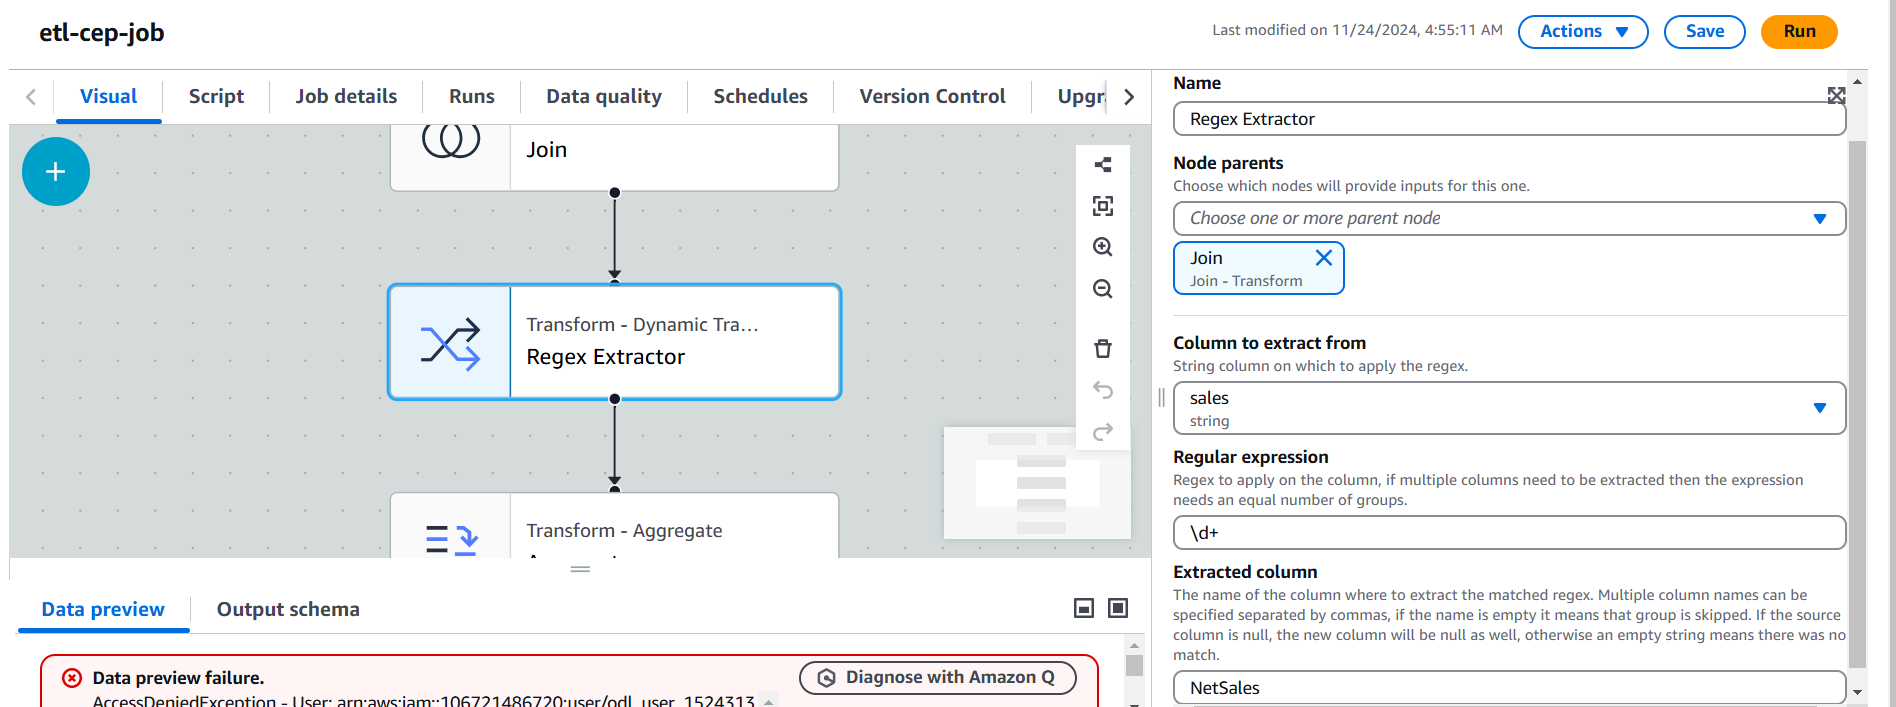 etl-cep-job
Last modified on 11/24/2024, 4:55:11 AM
Actions
Save
Run
Visual
Script
Job details
Runs
Data quality
Schedules
Version Control
Upgr
Join
Transform - Dynamic Tra...
Regex Extractor
Transform - Aggregate
Data preview
Output schema
Data preview failure.
Diagnose with Amazon Q
AccessDeniedException - User: arn:aws:iam::106721486720:user/odl_user_1524313
Name
Regex Extractor
Node parents
Choose which nodes will provide inputs for this one.
Choose one or more parent node
Join
Join - Transform
Column to extract from
String column on which to apply the regex.
sales
string
Regular expression
Regex to apply on the column, if multiple columns need to be extracted then the expression
needs an equal number of groups.
\d+
Extracted column
The name of the column where to extract the matched regex. Multiple column names can be
specified separated by commas, if the name is empty it means that group is skipped. If the source
column is null, the new column will be null as well, otherwise an empty string means there was no
match.
NetSales